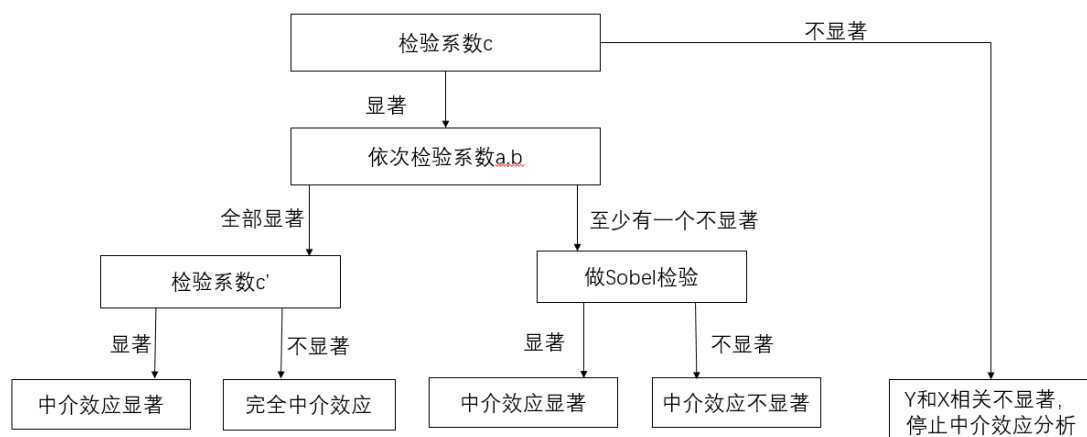 检验系数c
不显著
显著
依次检验系数a,b
全部显著
至少有一个不显著
检验系数c’
做Sobel检验
显著
不显著
显著
不显著
中介效应显著
完全中介效应
中介效应显著
中介效应不显著
Y和X相关不显著，
停止中介效应分析